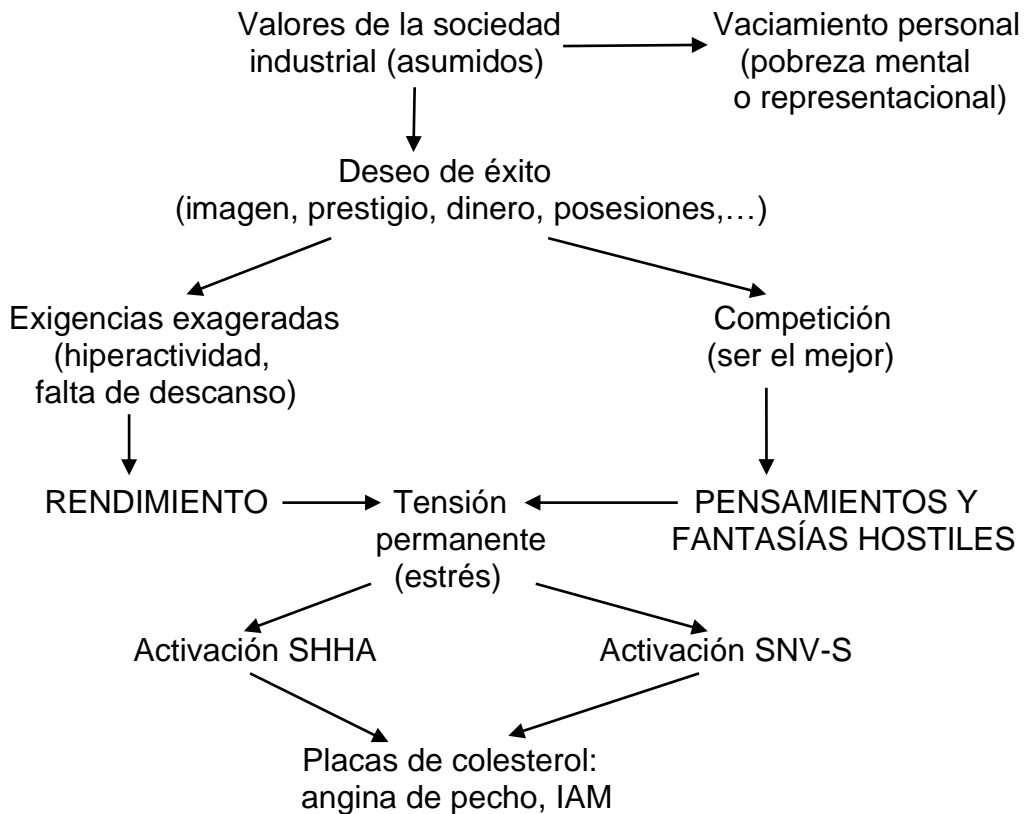 Valores de la sociedad
industrial (asumidos)
Vaciamiento personal
(pobreza mental
o representacional)
Deseo de éxito
(imagen, prestigio, dinero, posesiones,…)
Exigencias exageradas
(hiperactividad,
falta de descanso)
Competición
(ser el mejor)
RENDIMIENTO
Tensión
permanente
(estrés)
PENSAMIENTOS Y
FANTASÍAS HOSTILES
Activación SHHA
Activación SNV-S
Placas de colesterol:
angina de pecho, IAM